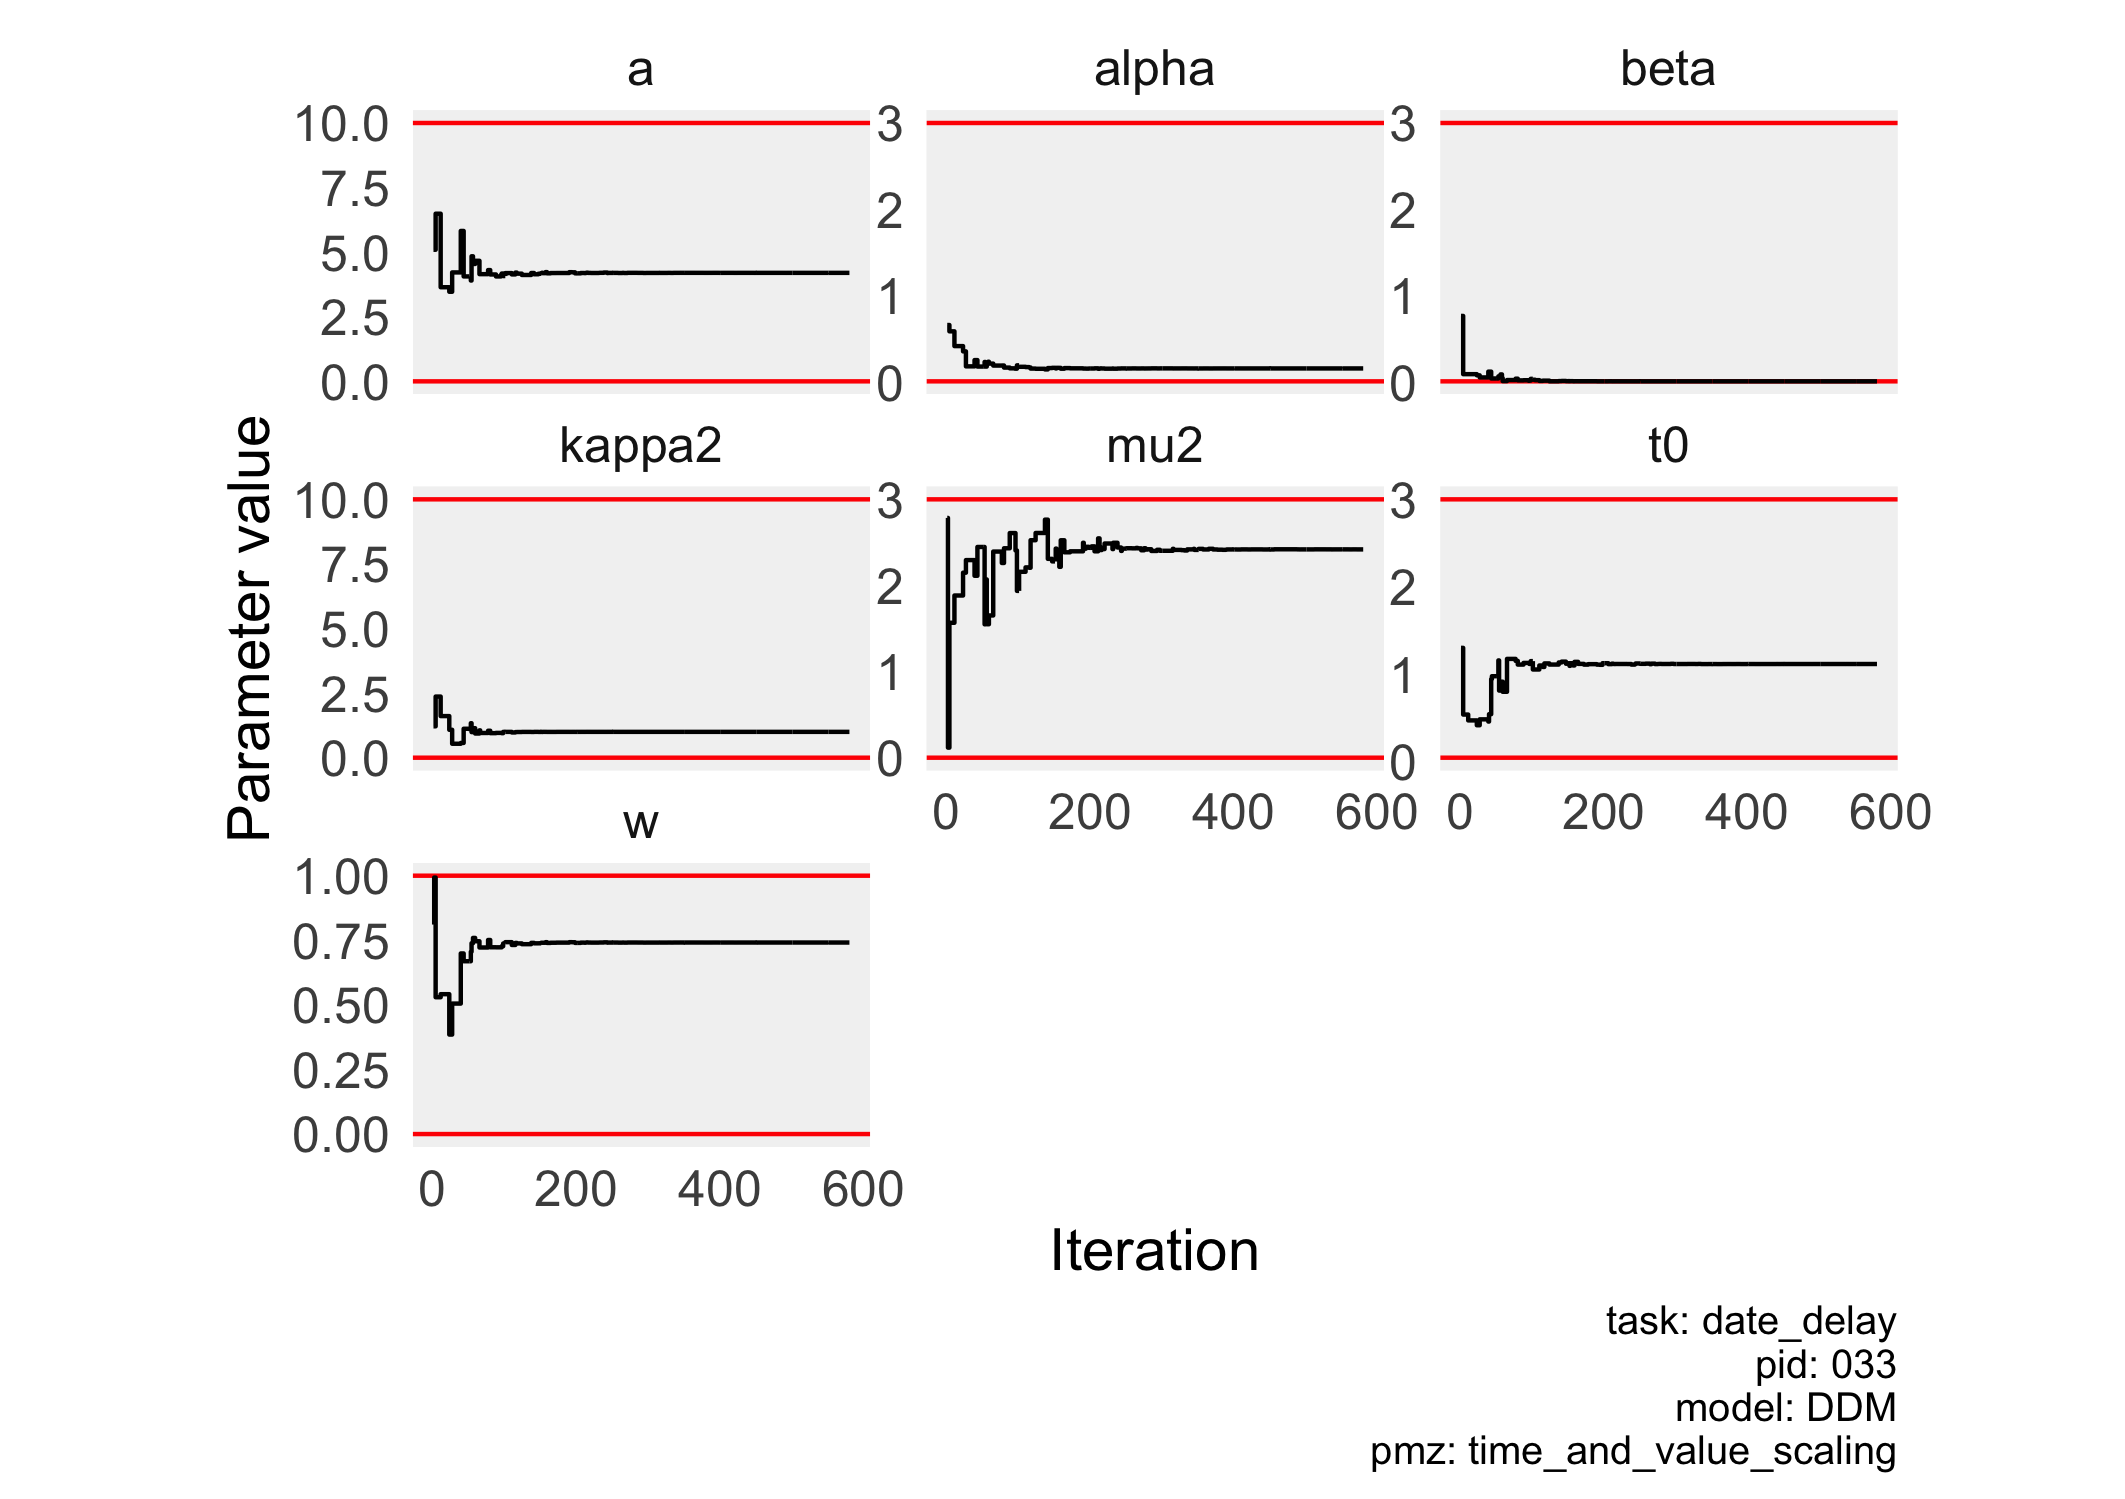 a alpha beta
10.0 3 3
7.5
2 2
5.0
1 1
2.5
0.0 0 0
kappa2 mu2 t0
10.0 3 3
7.5
2 2
5.0
2.5 1 1
0.0 0 0
Parameter value
0 200 400 600 0 200 400 600
w
1.00
0.75
0.50
0.25
0.00
0 200 400 600
Iteration
task: date_delay
pid: 033
model: DDM
pmz: time_and_value_scaling